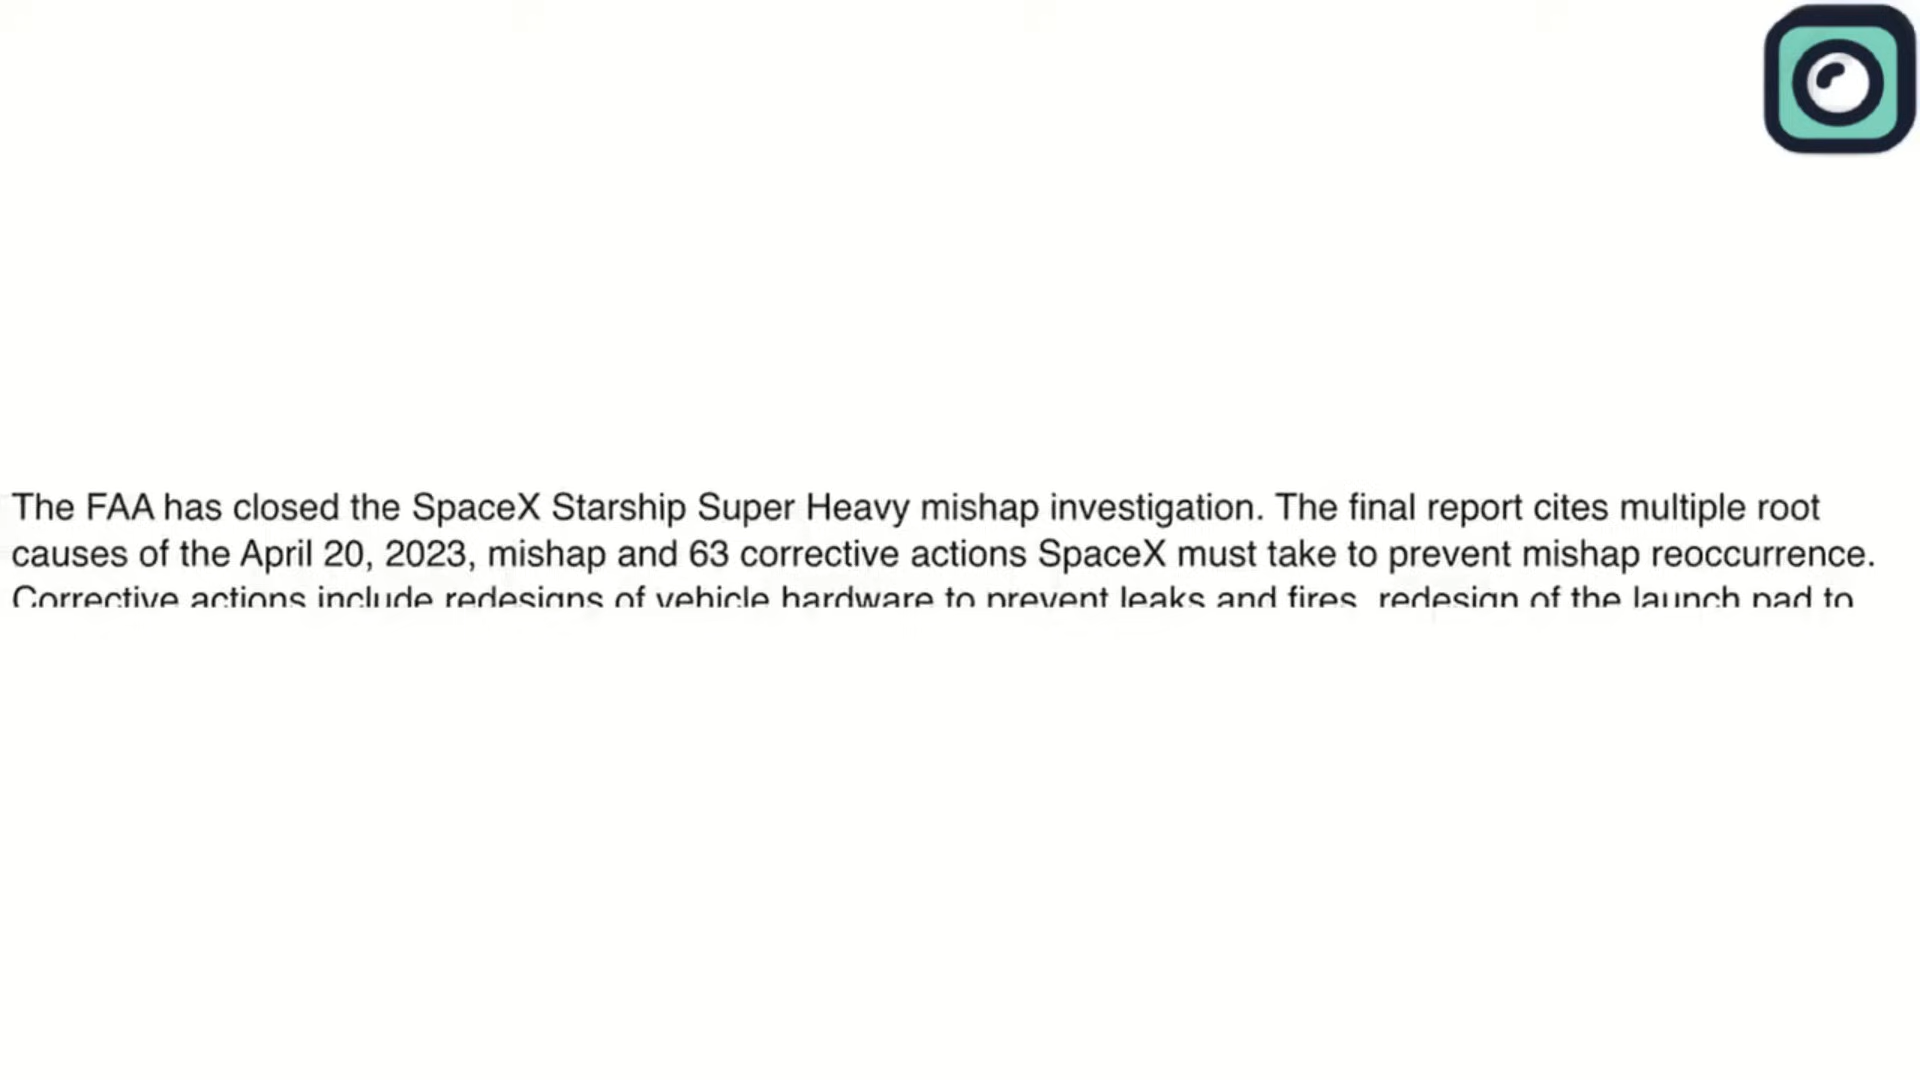 The FAA has closed the SpaceX Starship Super Heavy mishap investigation. The final report cites multiple root
causes of the April 20, 2023, mishap and 63 corrective actions SpaceX must take to prevent mishap reoccurrence.
Corrective actions include redesigns of vehicle hardware to prevent leaks and fires, redesign of the launch pad to